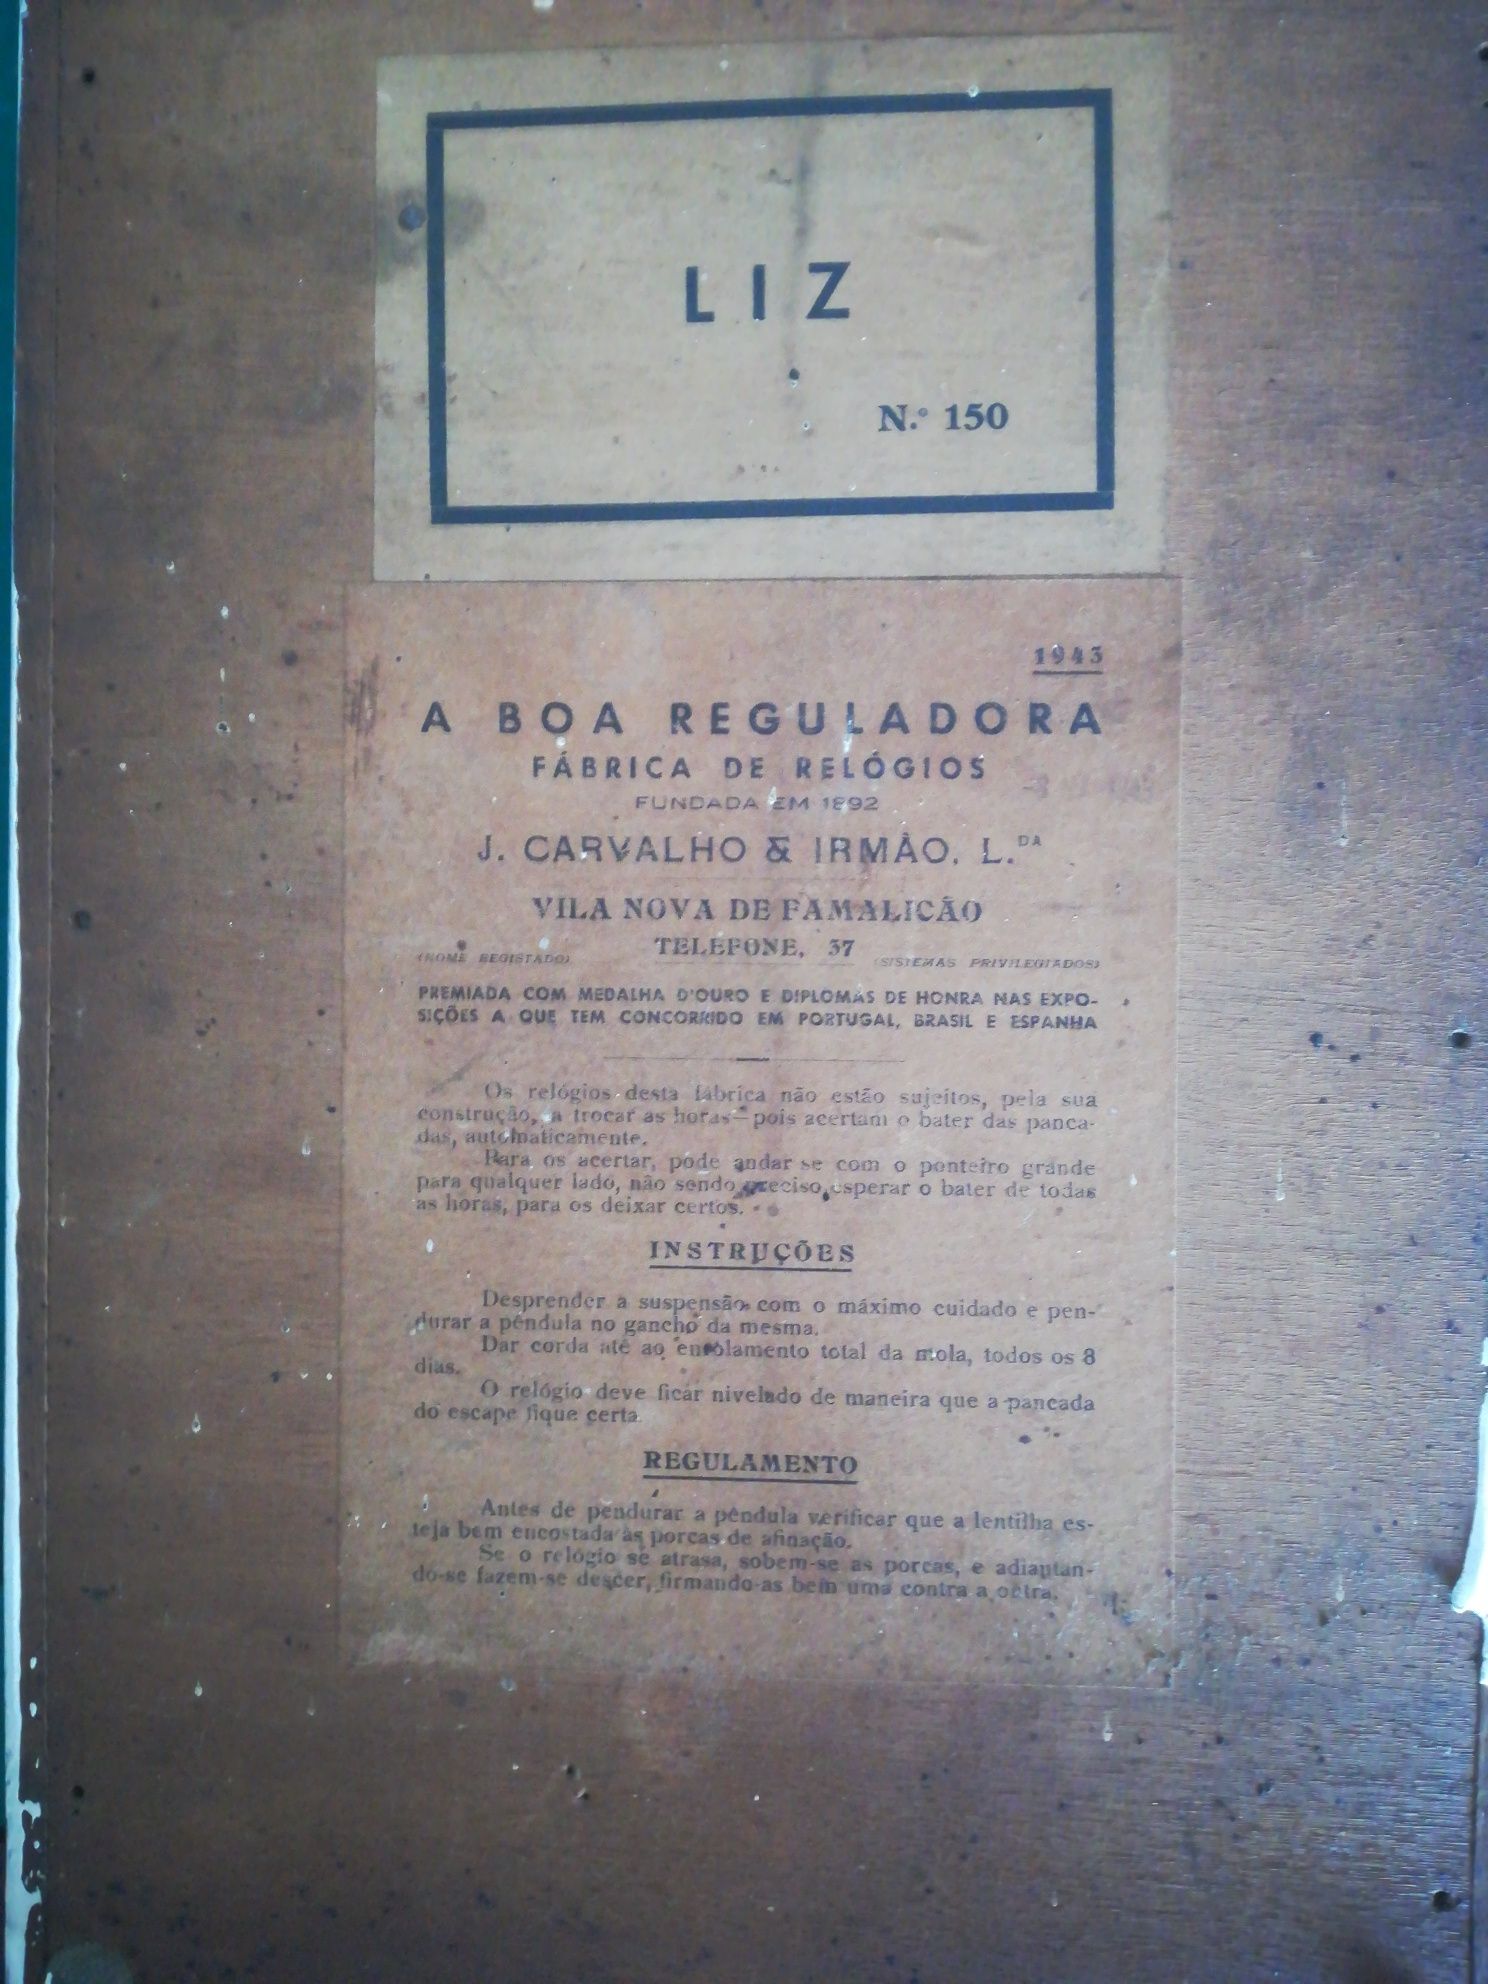 LIZ
N.º 150
1943
A BOA REGULADORA
FÁBRICA DE RELÓGIOS
FUNDADA EM 1892
J. CARVALHO & IRMÃO, L.DA
VILA NOVA DE FAMALICÃO
TELEFONE, 37
(NOME REGISTADO) (SISTEMAS PRIVILEGIADOS)
PREMIADA COM MEDALHA D'OURO E DIPLOMAS DE HONRA NAS EXPO-
SIÇÕES A QUE TEM CONCORRIDO EM PORTUGAL, BRASIL E ESPANHA
Os relógios desta fábrica não estão sujeitos, pela sua
construção, a trocar as horas—pois acertam o bater das panca-
das, automàticamente.
Para os acertar, pode andar se com o ponteiro grande
para qualquer lado, não sendo preciso esperar o bater de todas
as horas, para os deixar certos.
INSTRUÇÕES
Desprender a suspensão com o máximo cuidado e pen-
durar a pêndula no gancho da mesma.
Dar corda até ao enrolamento total da mola, todos os 8
dias.
O relógio deve ficar nivelado de maneira que a pancada
do escape fique certa.
REGULAMENTO
Antes de pendurar a pêndula verificar que a lentilha es-
teja bem encostada às porcas de afinação.
Se o relógio se atrasa, sobem-se as porcas, e adiantan-
do-se fazem-se descer, firmando-as bem uma contra a outra.